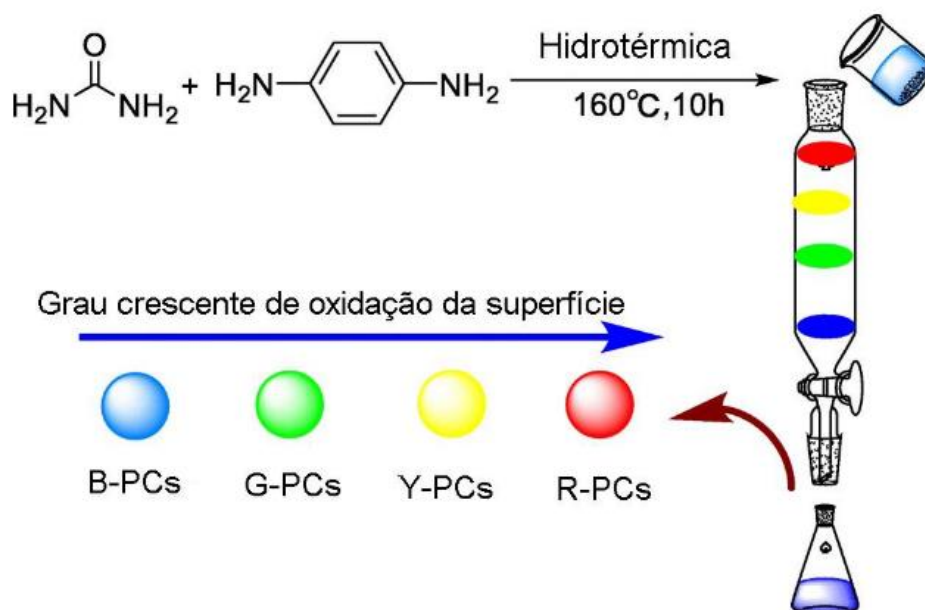 O
H₂N NH₂ + H₂N NH₂
Hidrotérmica
160°C,10h
Grau crescente de oxidação da superfície
B-PCs G-PCs Y-PCs R-PCs